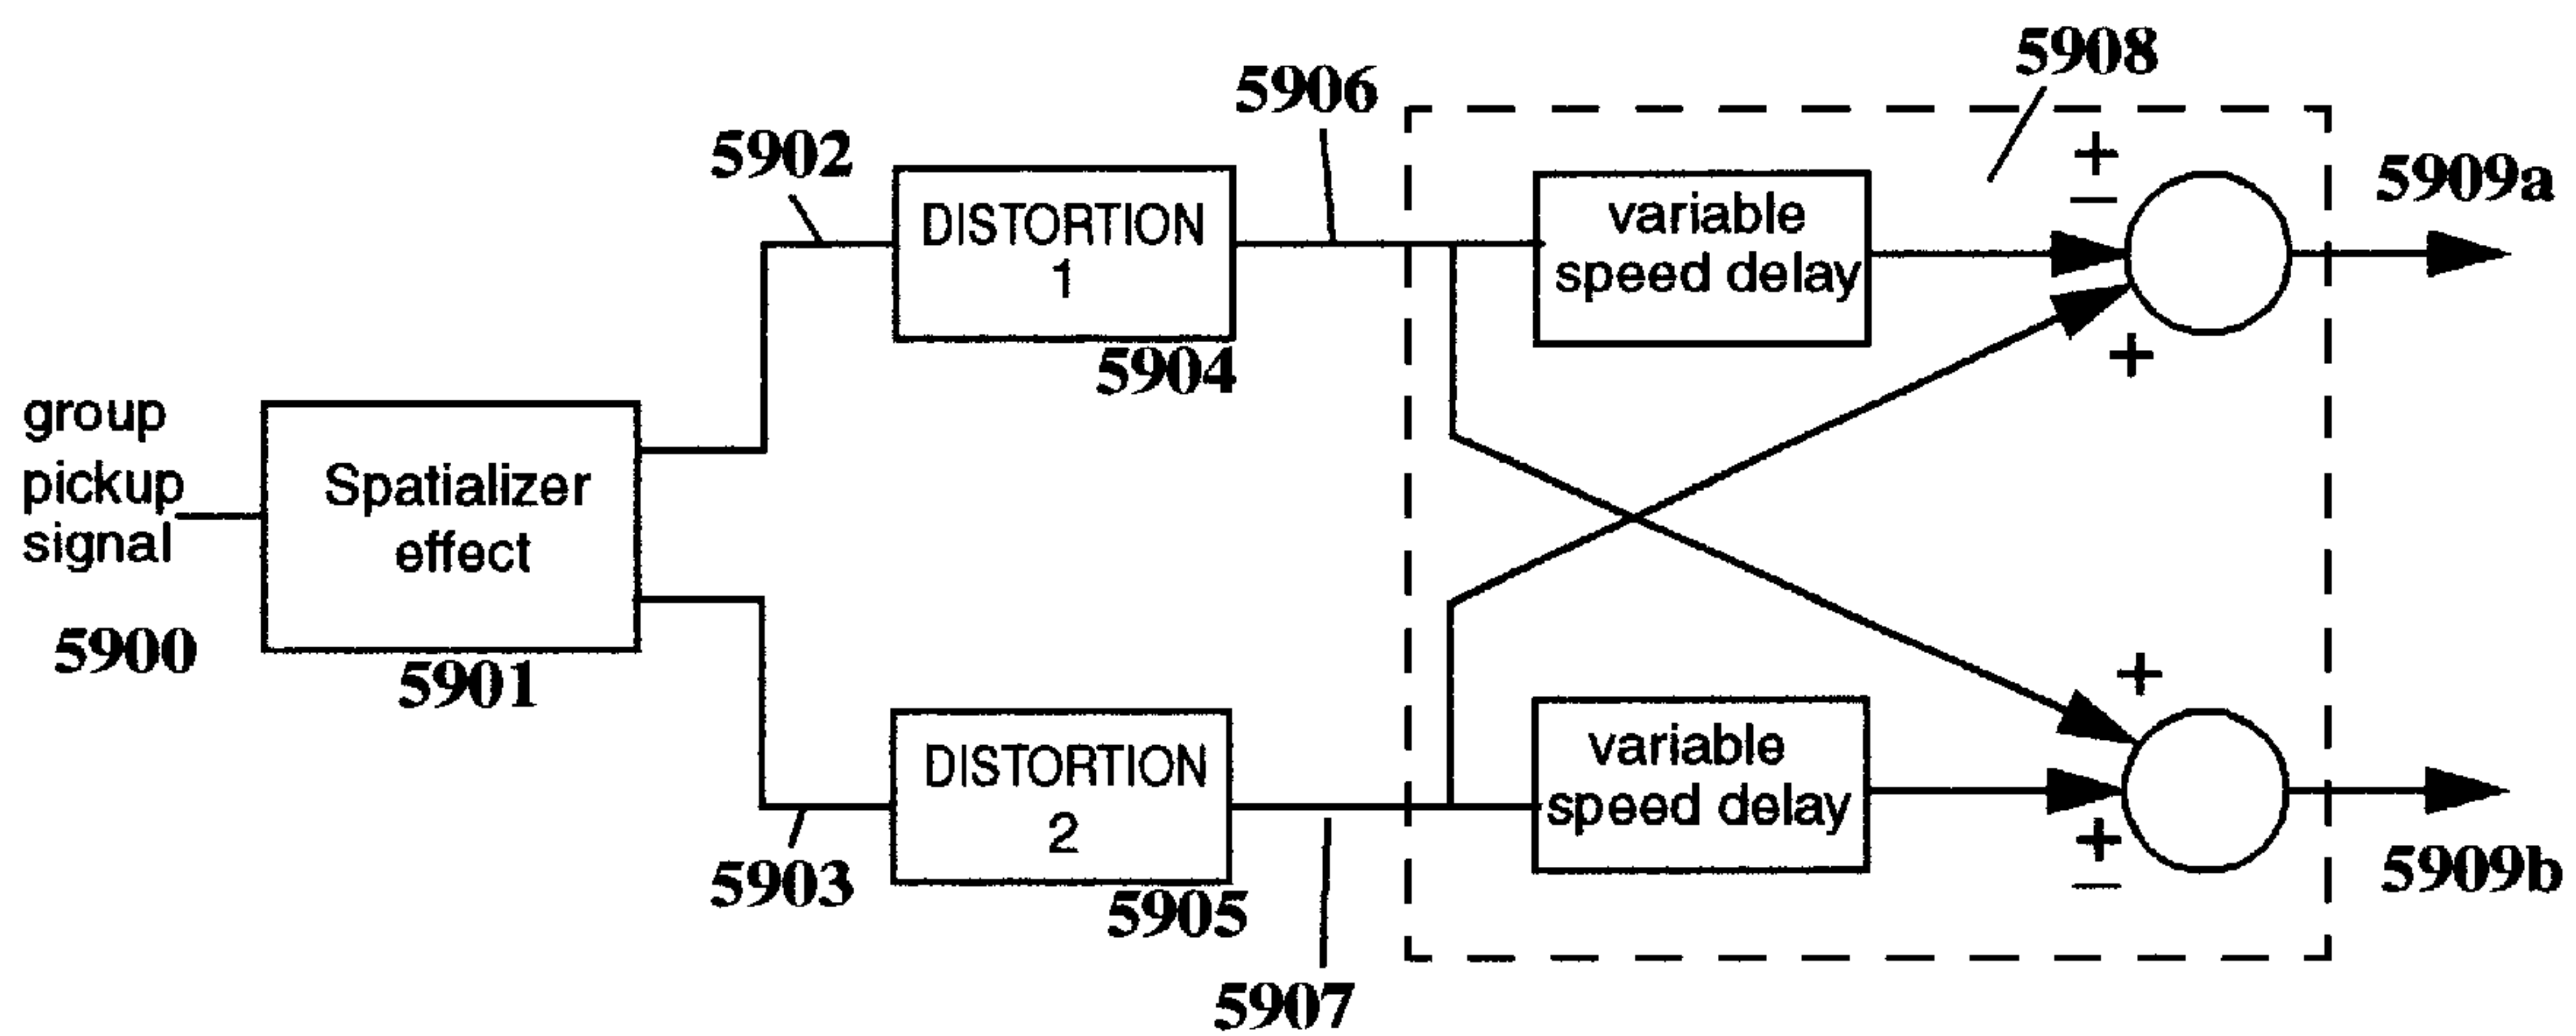 5908
5906
5902
5909a
+
−
DISTORTION
1
variable
speed delay
+
5904
group
pickup
signal
Spatializer
effect
5900
5901
+
DISTORTION
2
variable
speed delay
+
−
5903
5905
5909b
5907